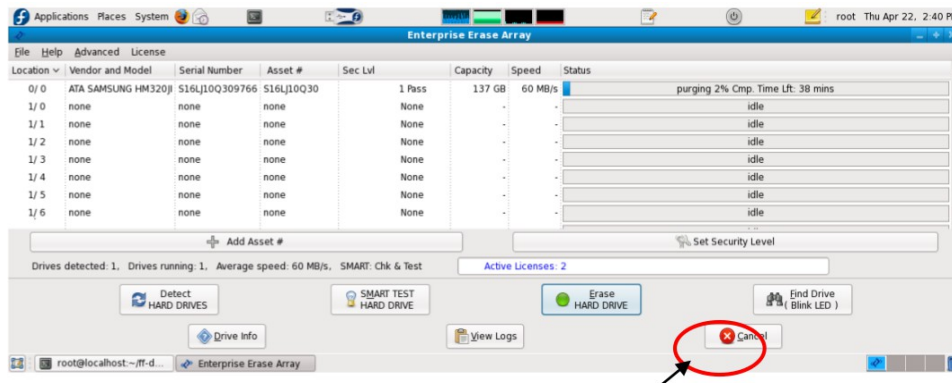 Applications Places System root Thu Apr 22, 2:40 P
Enterprise Erase Array
File Help Advanced License
Location Vendor and Model Serial Number Asset # Sec Lvl Capacity Speed Status
0/ 0 ATA SAMSUNG HM320JI S16LJ10Q309766 S16LJ10Q30 1 Pass 137 GB 60 MB/s purging 2% Cmp. Time Lft: 38 mins
1/ 0 none none none None - - idle
1/ 1 none none none None - - idle
1/ 2 none none none None - - idle
1/ 3 none none none None - - idle
1/ 4 none none none None - - idle
1/ 5 none none none None - - idle
1/ 6 none none none None - - idle
Add Asset # Set Security Level
Drives detected: 1, Drives running: 1, Average speed: 60 MB/s, SMART: Chk & Test Active Licenses: 2
Detect HARD DRIVES
SMART TEST HARD DRIVE
Erase HARD DRIVE
Find Drive ( Blink LED )
Drive Info View Logs Cancel
root@localhost:~/ff-d... Enterprise Erase Array